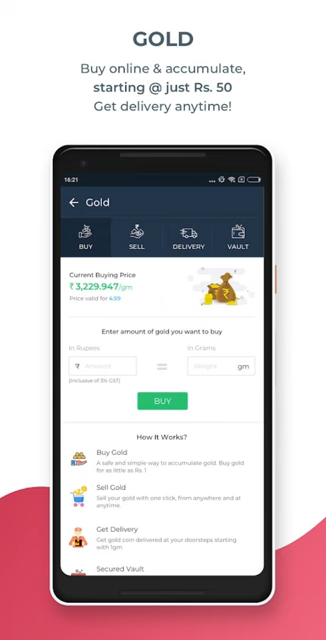 GOLD
Buy online & accumulate,
starting @ just Rs. 50
Get delivery anytime!
16:21
Gold
BUY SELL DELIVERY VAULT
Current Buying Price
₹ 3,229.947/gm
Price valid for 4:59
Enter amount of gold you want to buy
In Rupees In Grams
₹ Amount = Weight gm
(Inclusive of 3% GST)
BUY
How It Works?
Buy Gold
A safe and simple way to accumulate gold. Buy gold
for as little as Rs. 1
Sell Gold
Sell your gold with one click, from anywhere and at
anytime.
Get Delivery
Get gold coin delivered at your doorsteps starting
with 1gm
Secured Vault